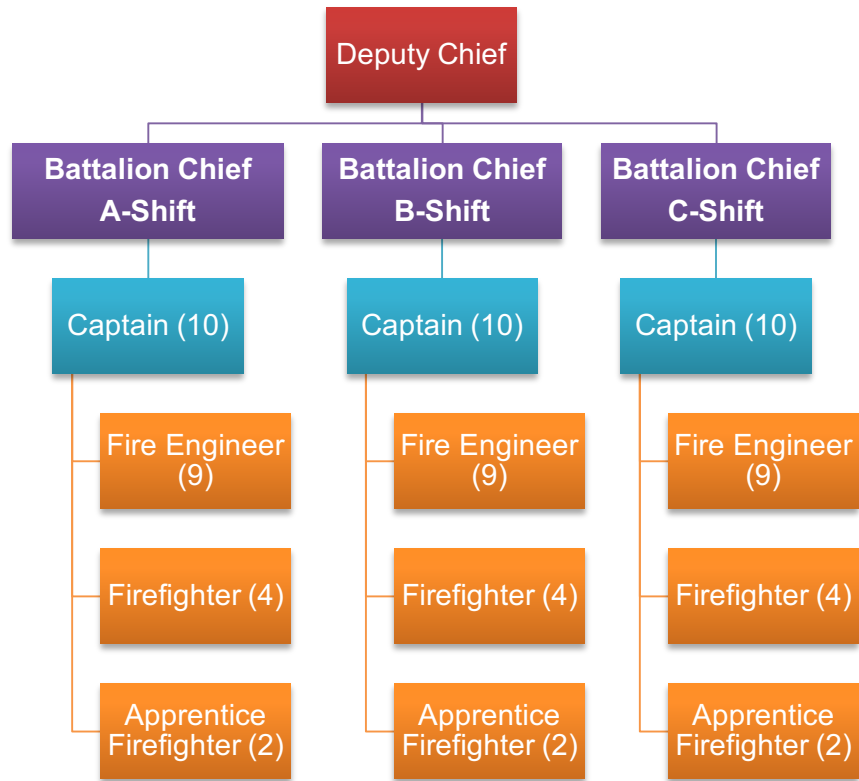 Deputy Chief
Battalion Chief
A-Shift
Battalion Chief
B-Shift
Battalion Chief
C-Shift
Captain (10)
Captain (10)
Captain (10)
Fire Engineer
(9)
Fire Engineer
(9)
Fire Engineer
(9)
Firefighter (4)
Firefighter (4)
Firefighter (4)
Apprentice
Firefighter (2)
Apprentice
Firefighter (2)
Apprentice
Firefighter (2)